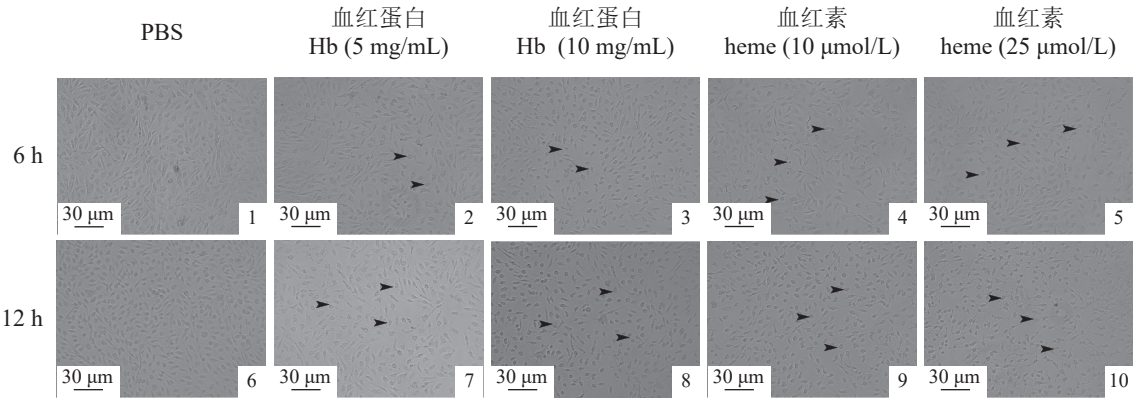 PBS
血红蛋白
Hb (5 mg/mL)
血红蛋白
Hb (10 mg/mL)
血红素
heme (10 μmol/L)
血红素
heme (25 μmol/L)
6 h
30 μm 1
30 μm 2
30 μm 3
30 μm 4
30 μm 5
12 h
30 μm 6
30 μm 7
30 μm 8
30 μm 9
30 μm 10